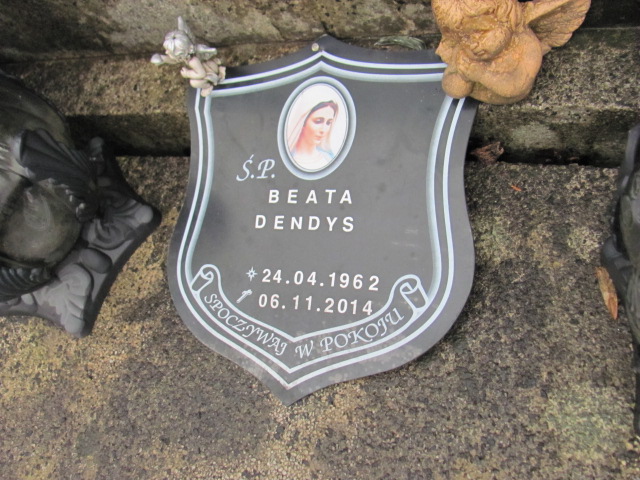 Ś.P.
BEATA
DENDYS
24.04.1962
06.11.2014
SPOCZYWAJ W POKOJU